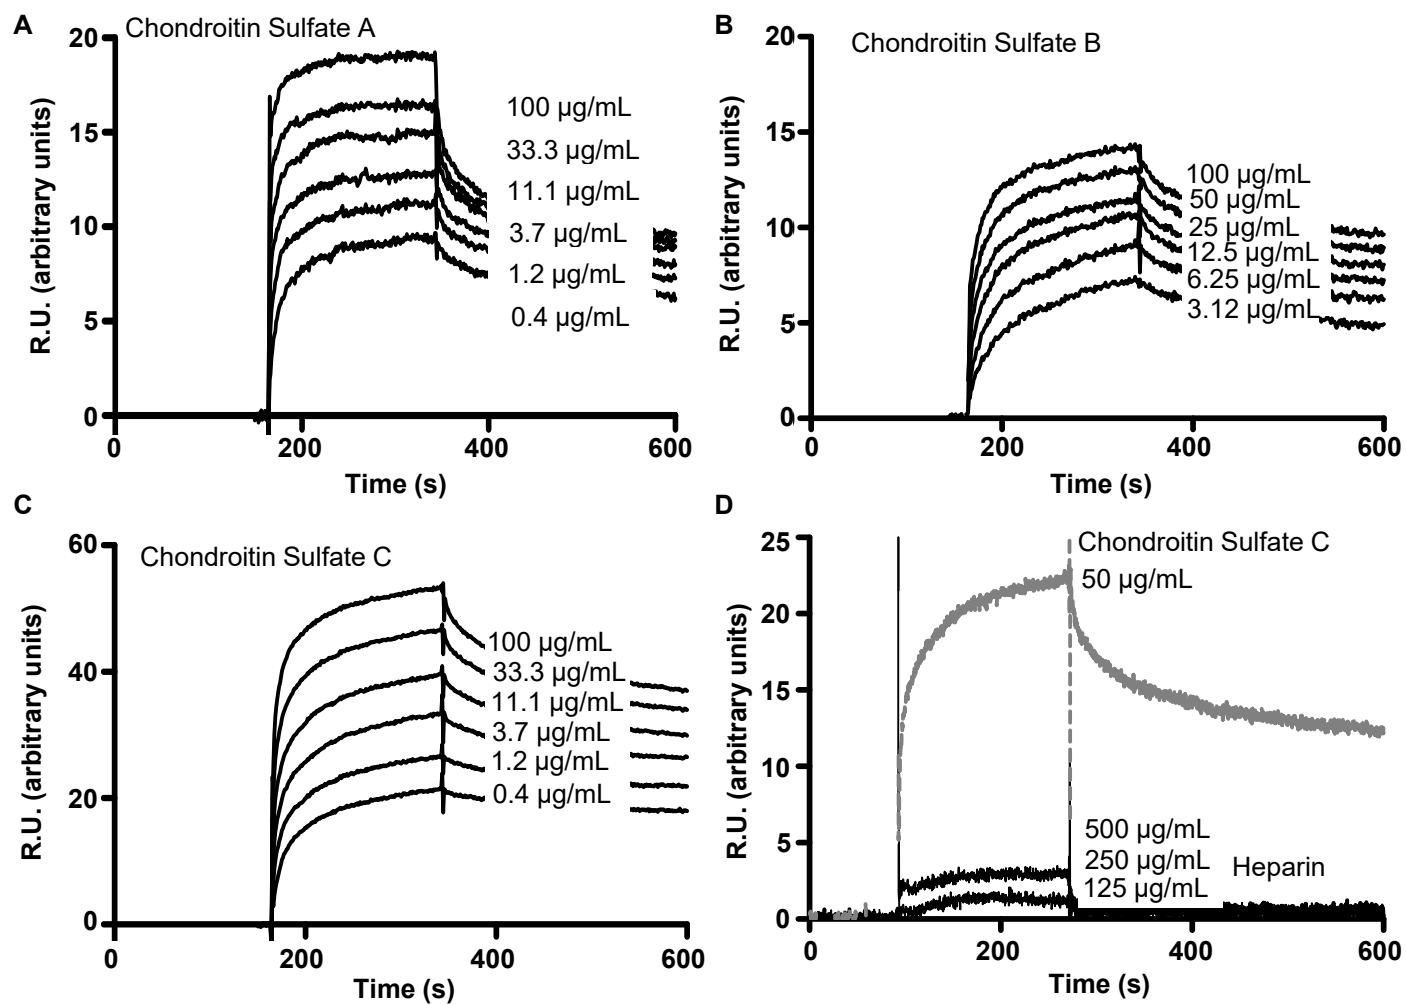 A
Chondroitin Sulfate A
20
15
10
5
0
R.U. (arbitrary units)
100 µg/mL
33.3 µg/mL
11.1 µg/mL
3.7 µg/mL
1.2 µg/mL
0.4 µg/mL
0 200 400 600
Time (s)
B
Chondroitin Sulfate B
20
15
10
5
0
R.U. (arbitrary units)
100 µg/mL
50 µg/mL
25 µg/mL
12.5 µg/mL
6.25 µg/mL
3.12 µg/mL
0 200 400 600
Time (s)
C
Chondroitin Sulfate C
60
40
20
0
R.U. (arbitrary units)
100 µg/mL
33.3 µg/mL
11.1 µg/mL
3.7 µg/mL
1.2 µg/mL
0.4 µg/mL
0 200 400 600
Time (s)
D
Chondroitin Sulfate C
50 µg/mL
25
20
15
10
5
0
R.U. (arbitrary units)
500 µg/mL
250 µg/mL
125 µg/mL
Heparin
0 200 400 600
Time (s)